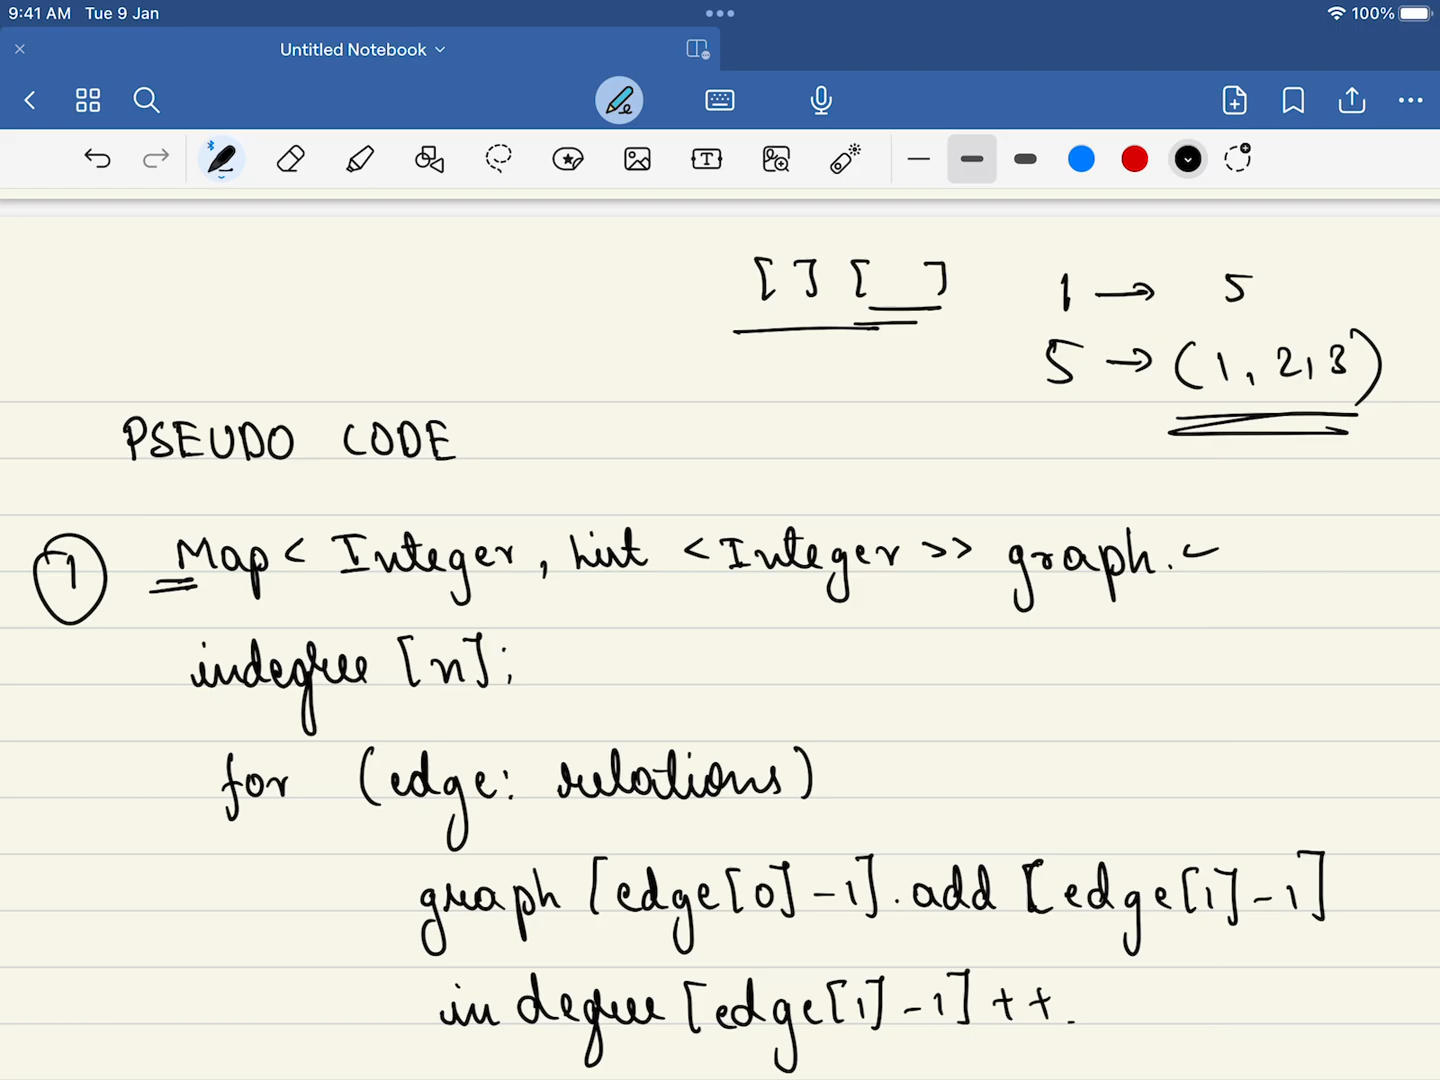 9:41 AM Tue 9 Jan
100%
Untitled Notebook
[ ] [ ]
1 → 5
5 → (1, 2, 3)
PSEUDO CODE
1 Map < Integer, List <Integer >> graph.
indegree [n];
for (edge: relations)
graph [edge[0]-1]. add [edge[1]-1]
indegree [edge[1]-1]++.